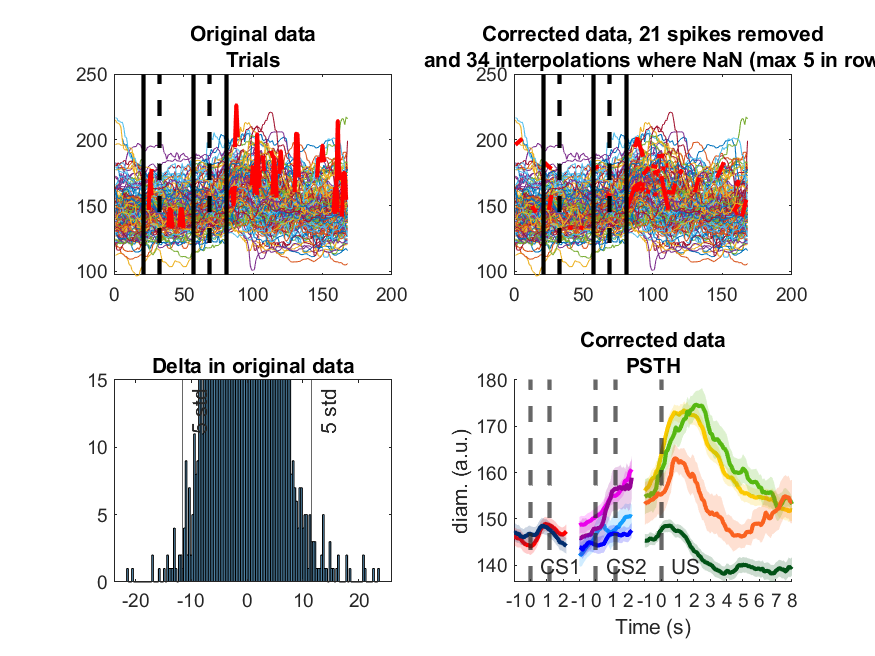 Original data
Trials
250
200
150
100
0 50 100 150 200
Corrected data, 21 spikes removed
and 34 interpolations where NaN (max 5 in row
250
200
150
100
0 50 100 150 200
Delta in original data
15
10
5
0
5 std
5 std
-20 -10 0 10 20
Corrected data
PSTH
180
170
160
150
140
diam. (a.u.)
CS1 CS2 US
-1 0 1 2 -1 0 1 2 -1 0 1 2 3 4 5 6 7 8
Time (s)